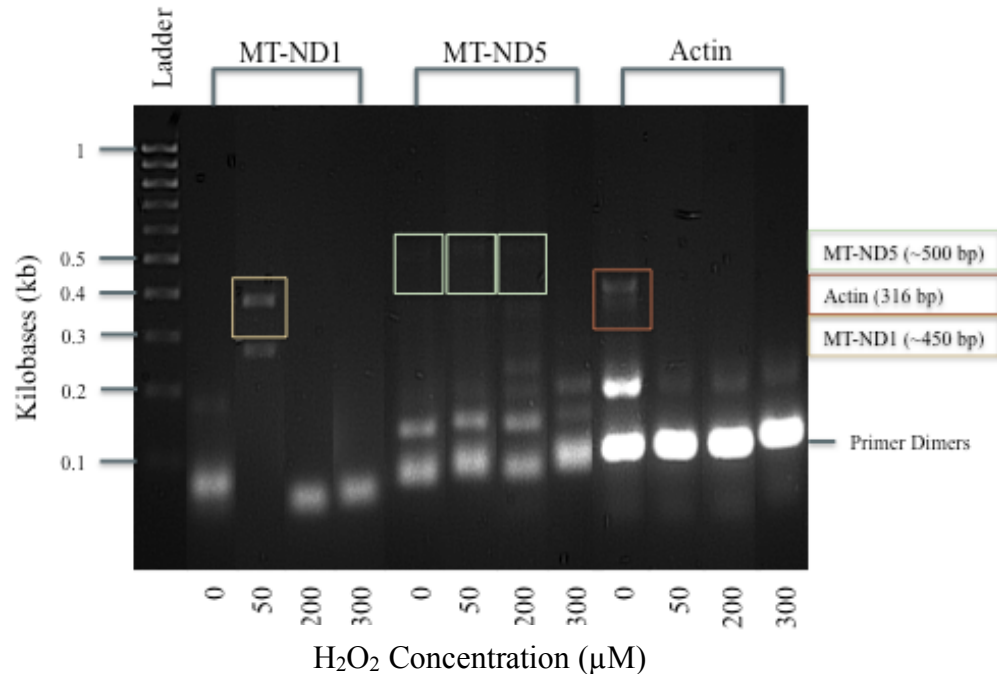 Ladder
MT-ND1
MT-ND5
Actin
Kilobases (kb)
1
0.5
0.4
0.3
0.2
0.1
MT-ND5 (~500 bp)
Actin (316 bp)
MT-ND1 (~450 bp)
Primer Dimers
0 50 200 300 0 50 200 300 0 50 200 300
H₂O₂ Concentration (µM)